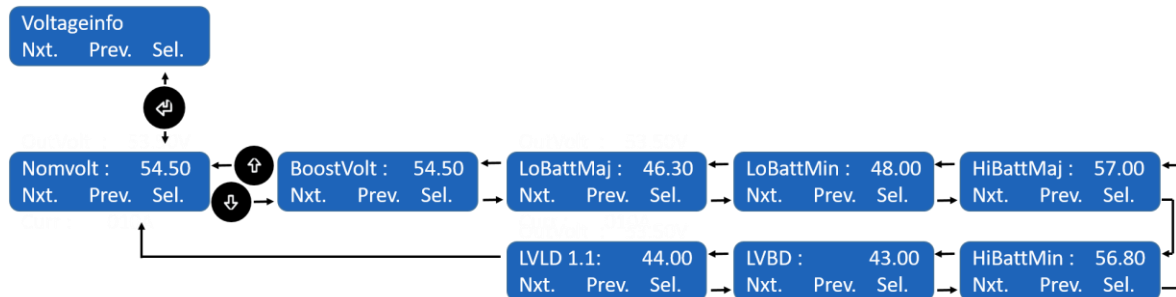 Voltageinfo
Nxt. Prev. Sel.
Nomvolt : 54.50
Nxt. Prev. Sel.
BoostVolt : 54.50
Nxt. Prev. Sel.
LoBattMaj : 46.30
Nxt. Prev. Sel.
LoBattMin : 48.00
Nxt. Prev. Sel.
HiBattMaj : 57.00
Nxt. Prev. Sel.
LVLD 1.1: 44.00
Nxt. Prev. Sel.
LVBD : 43.00
Nxt. Prev. Sel.
HiBattMin : 56.80
Nxt. Prev. Sel.